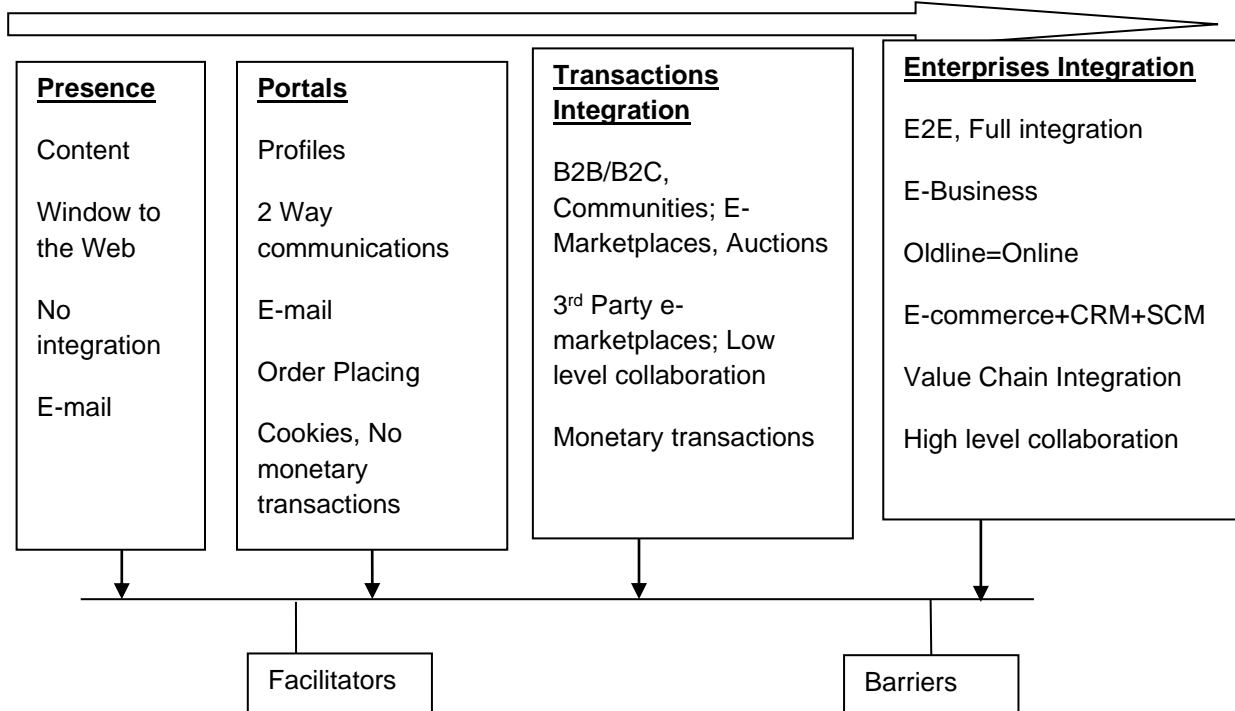 Presence
Content
Window to
the Web
No
integration
E-mail
Portals
Profiles
2 Way
communications
E-mail
Order Placing
Cookies, No
monetary
transactions
Transactions
Integration
B2B/B2C,
Communities; E-
Marketplaces, Auctions
3rd Party e-
marketplaces; Low
level collaboration
Monetary transactions
Enterprises Integration
E2E, Full integration
E-Business
Oldline=Online
E-commerce+CRM+SCM
Value Chain Integration
High level collaboration
Facilitators
Barriers